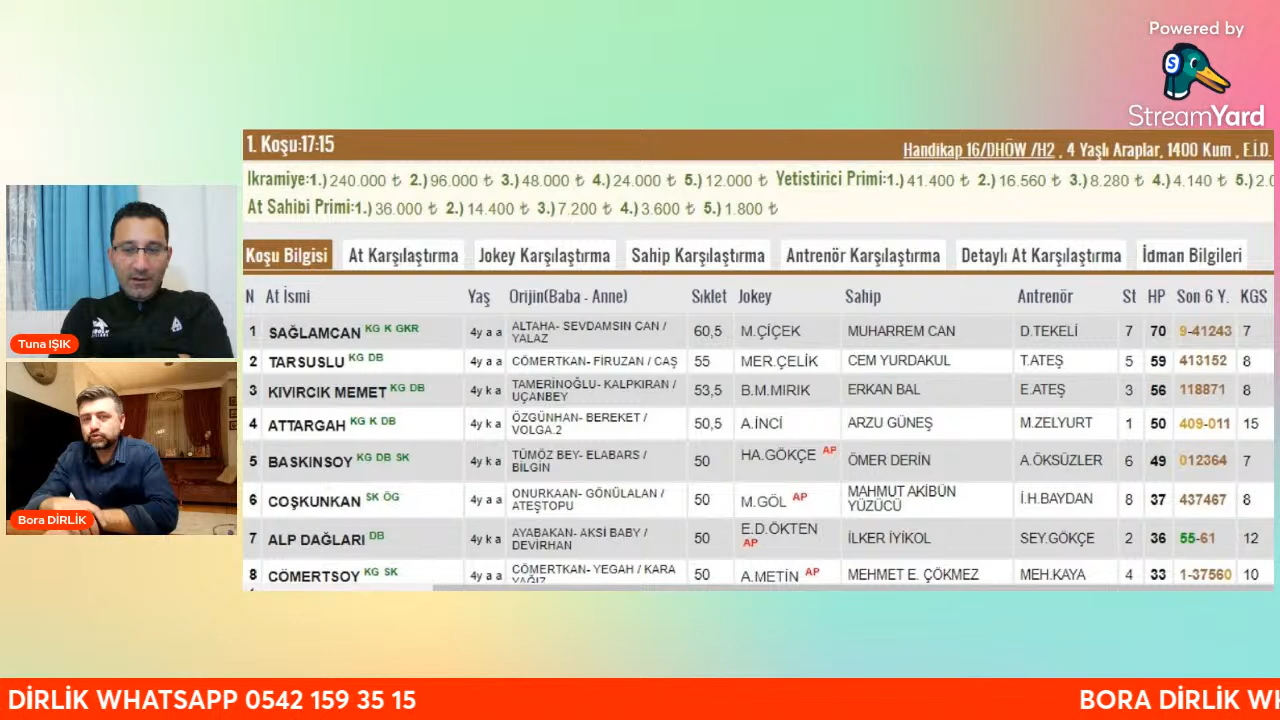 Powered by
StreamYard
1. Koşu:17:15
Handikap 16/DHÖW /H2 , 4 Yaşlı Araplar, 1400 Kum , E.İ.D.
Ikramiye:1.) 240.000 ₺ 2.) 96.000 ₺ 3.) 48.000 ₺ 4.) 24.000 ₺ 5.) 12.000 ₺ Yetistirici Primi:1.) 41.400 ₺ 2.) 16.560 ₺ 3.) 8.280 ₺ 4.) 4.140 ₺ 5.) 2.0
At Sahibi Primi:1.) 36.000 ₺ 2.) 14.400 ₺ 3.) 7.200 ₺ 4.) 3.600 ₺ 5.) 1.800 ₺
Koşu Bilgisi At Karşılaştırma Jokey Karşılaştırma Sahip Karşılaştırma Antrenör Karşılaştırma Detaylı At Karşılaştırma İdman Bilgileri
N At İsmi Yaş Orijin(Baba - Anne) Sıklet Jokey Sahip Antrenör St HP Son 6 Y. KGS
1 SAĞLAMCAN KG K GKR 4y a a ALTAHA- SEVDAMSIN CAN / YALAZ 60,5 M.ÇİÇEK MUHARREM CAN D.TEKELİ 7 70 9-41243 7
2 TARSUSLU KG DB 4y a a CÖMERTKAN- FİRUZAN / CAŞ 55 MER.ÇELİK CEM YURDAKUL T.ATEŞ 5 59 413152 8
3 KIVIRCIK MEMET KG DB 4y k a TAMERİNOĞLU- KALPKIRAN / UÇANBEY 53,5 B.M.MIRIK ERKAN BAL E.ATEŞ 3 56 118871 8
4 ATTARGAH KG K DB 4y k a ÖZGÜNHAN- BEREKET / VOLGA.2 50,5 A.İNCİ ARZU GÜNEŞ M.ZELYURT 1 50 409-011 15
5 BASKINSOY KG DB SK 4y k a TÜMÖZ BEY- ELABARS / BİLGİN 50 HA.GÖKÇE AP ÖMER DERİN A.ÖKSÜZLER 6 49 012364 7
6 COŞKUNKAN SK ÖG 4y a a ONURKAAN- GÖNÜLALAN / ATEŞTOPU 50 M.GÖL AP MAHMUT AKİBÜN YÜZÜCÜ İ.H.BAYDAN 8 37 437467 8
7 ALP DAĞLARI DB 4y k a AYABAKAN- AKSİ BABY / DEVİRHAN 50 E.D.ÖKTEN AP İLKER İYİKOL SEY.GÖKÇE 2 36 55-61 12
8 CÖMERTSOY KG SK 4y a a CÖMERTKAN- YEGAH / KARA YAĞIZ 50 A.METİN AP MEHMET E. ÇÖKMEZ MEH.KAYA 4 33 1-37560 10
Tuna IŞIK
Bora DİRLİK
DİRLİK WHATSAPP 0542 159 35 15 BORA DİRLİK WH